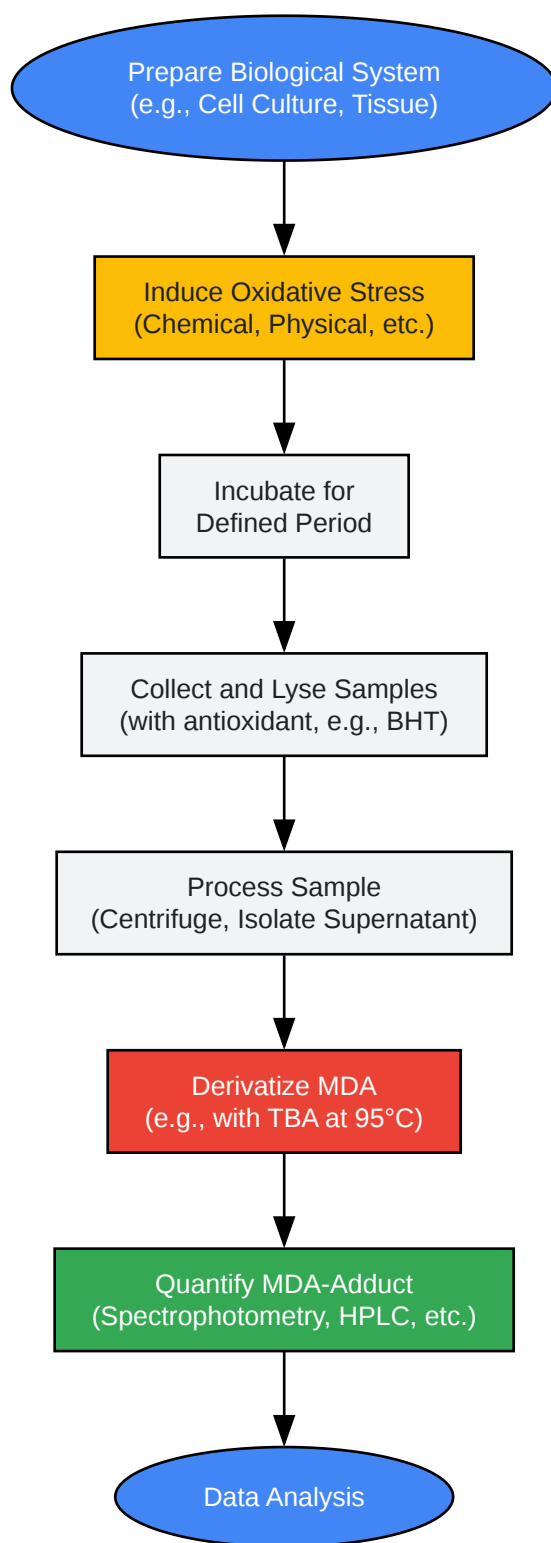 Prepare Biological System
(e.g., Cell Culture, Tissue)
Induce Oxidative Stress
(Chemical, Physical, etc.)
Incubate for
Defined Period
Collect and Lyse Samples
(with antioxidant, e.g., BHT)
Process Sample
(Centrifuge, Isolate Supernatant)
Derivatize MDA
(e.g., with TBA at 95°C)
Quantify MDA-Adduct
(Spectrophotometry, HPLC, etc.)
Data Analysis